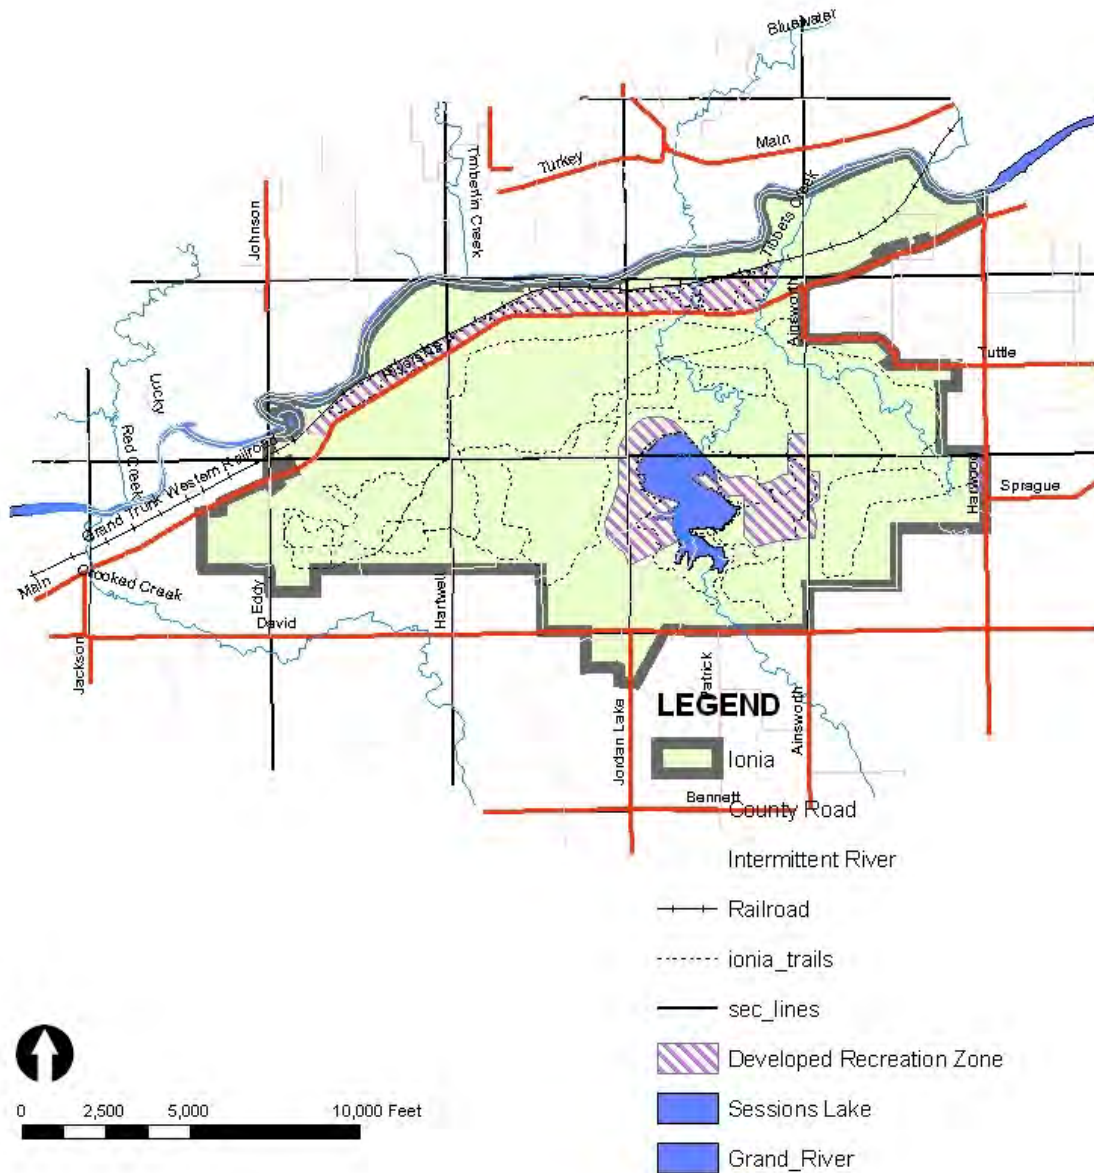 Bluewater
Main
Turkey
Timberlin Creek
Johnson
Tibbets Creek
Ainsworth
Riverside
Tuttle
Lucky
Red Creek
Grand Trunk Western Railroad
Harwood
Sprague
Main
Crooked Creek
Eddy
Hartwell
David
Jackson
Patrick
Jordan Lake
Ainsworth
Bennett
LEGEND
Ionia
County Road
Intermittent River
Railroad
ionia_trails
sec_lines
Developed Recreation Zone
Sessions Lake
Grand_River
0 2,500 5,000 10,000 Feet